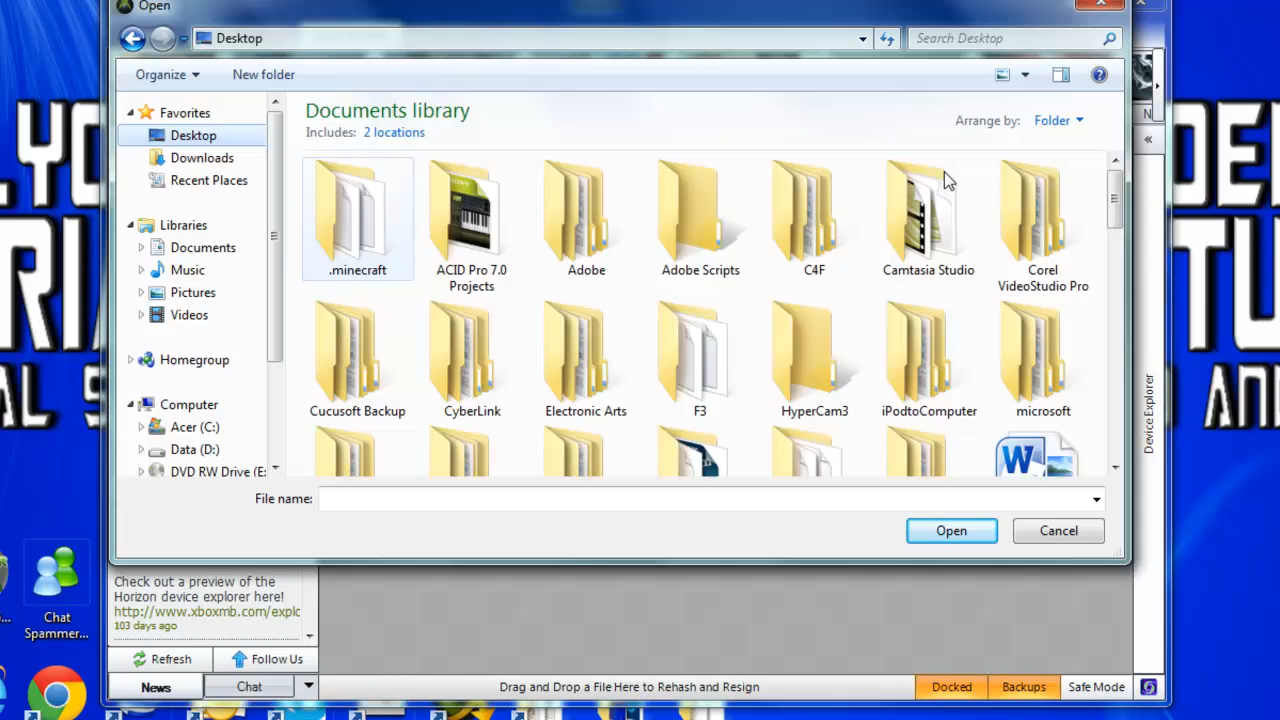 Open
Desktop
Search Desktop
Organize
New folder
Favorites
Desktop
Downloads
Recent Places
Libraries
Documents
Music
Pictures
Videos
Homegroup
Computer
Acer (C:)
Data (D:)
DVD RW Drive (E:
Documents library
Includes: 2 locations
Arrange by: Folder
.minecraft
ACID Pro 7.0
Projects
Adobe
Adobe Scripts
C4F
Camtasia Studio
Corel
VideoStudio Pro
Cucusoft Backup
CyberLink
Electronic Arts
F3
HyperCam3
iPodtoComputer
microsoft
File name:
Open
Cancel
Device Explorer
Check out a preview of the
Horizon device explorer here!
http://www.xboxmb.com/explo
103 days ago
Refresh
Follow Us
News
Chat
Drag and Drop a File Here to Rehash and Resign
Docked
Backups
Safe Mode
Chat
Spammer...